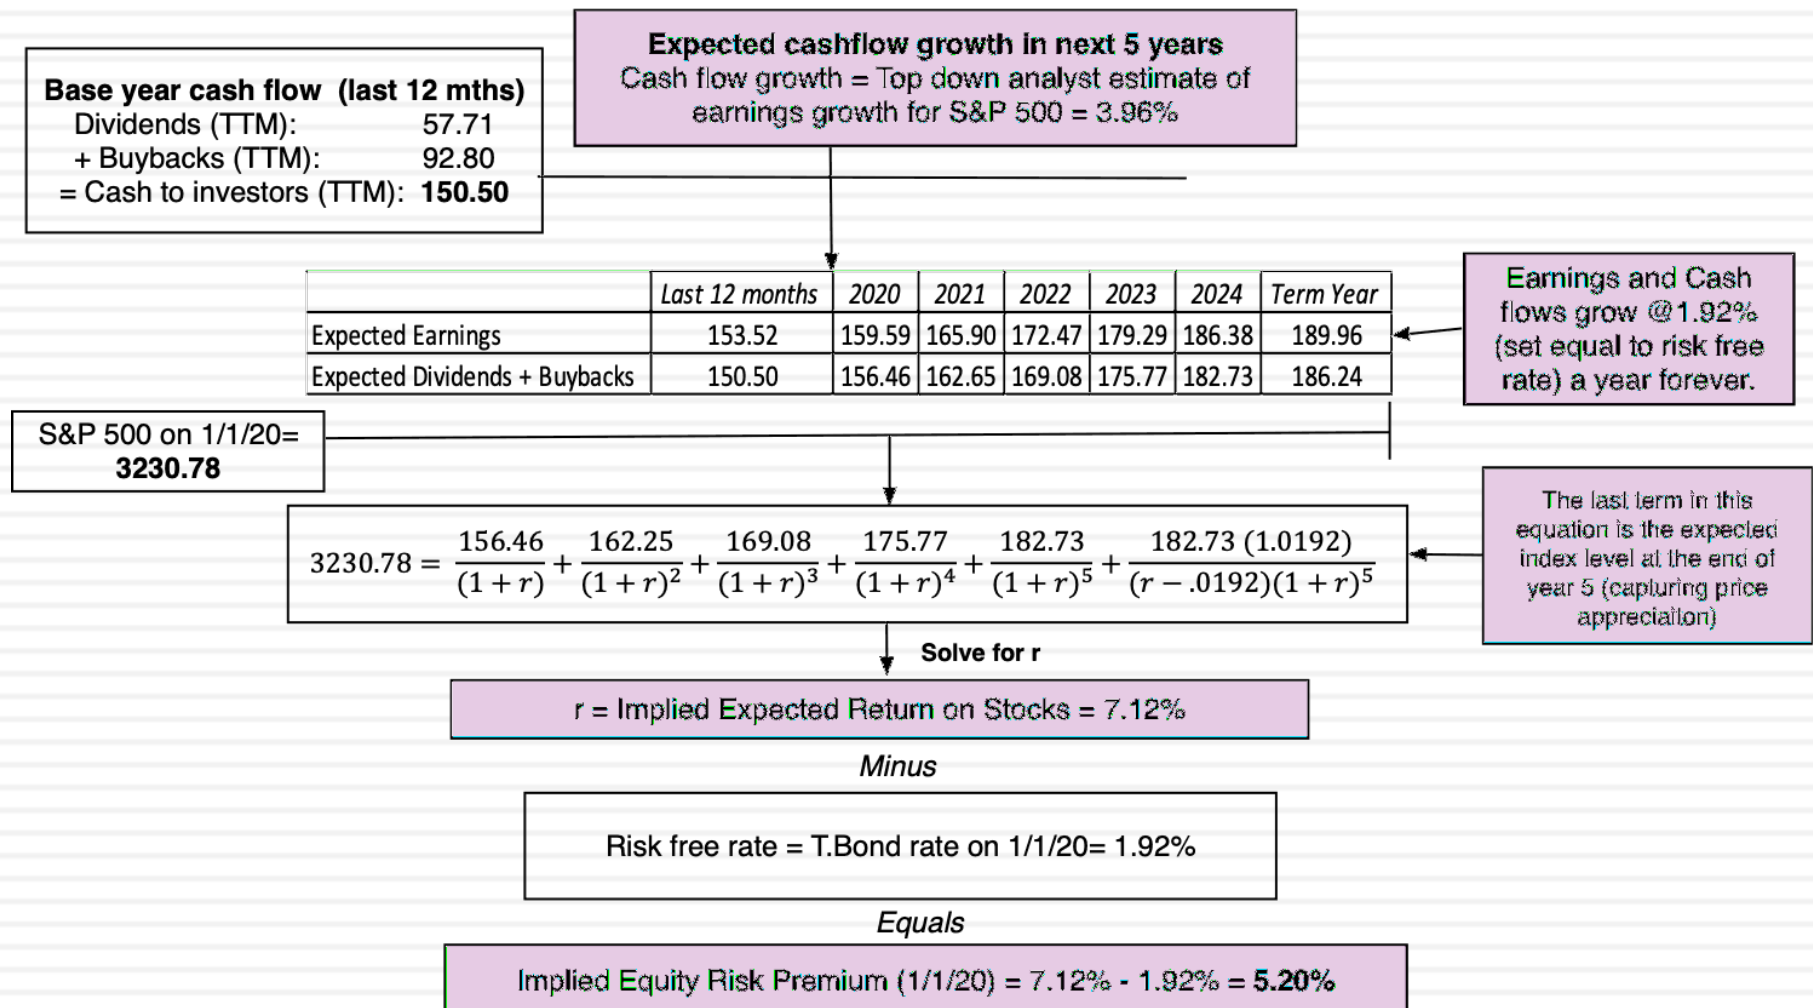 Expected cashflow growth in next 5 years
Cash flow growth = Top down analyst estimate of
earnings growth for S&P 500 = 3.96%
Base year cash flow (last 12 mths)
Dividends (TTM): 57.71
+ Buybacks (TTM): 92.80
= Cash to investors (TTM): 150.50
Last 12 months 2020 2021 2022 2023 2024 Term Year
Expected Earnings 153.52 159.59 165.90 172.47 179.29 186.38 189.96
Expected Dividends + Buybacks 150.50 156.46 162.65 169.08 175.77 182.73 186.24
Earnings and Cash
flows grow @1.92%
(set equal to risk free
rate) a year forever.
S&P 500 on 1/1/20=
3230.78
3230.78 = 156.46/(1 + r) + 162.25/(1 + r)² + 169.08/(1 + r)³ + 175.77/(1 + r)⁴ + 182.73/(1 + r)⁵ + 182.73 (1.0192)/(r − .0192)(1 + r)⁵
The last term in this
equation is the expected
index level at the end of
year 5 (capturing price
appreciation)
Solve for r
r = Implied Expected Return on Stocks = 7.12%
Minus
Risk free rate = T.Bond rate on 1/1/20= 1.92%
Equals
Implied Equity Risk Premium (1/1/20) = 7.12% - 1.92% = 5.20%